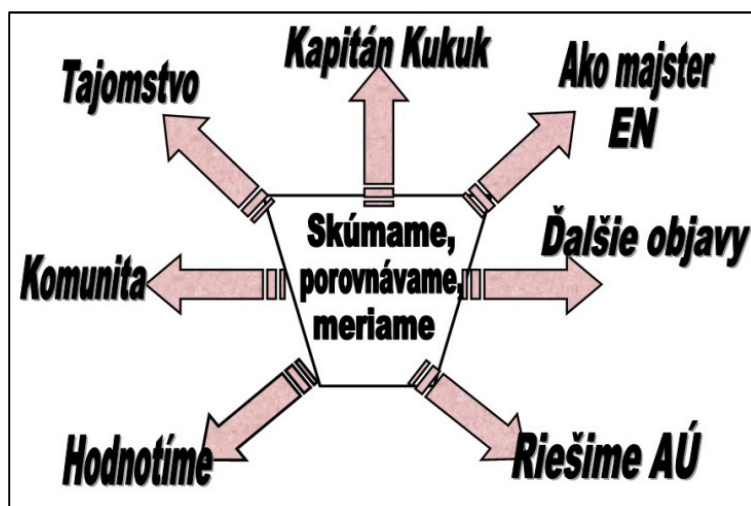 Kapitán Kukuk
Tajomstvo
Ako majster
EN
Skúmame,
porovnávame,
meriame
Ďalšie objavy
Komunita
Hodnotíme
Riešime AÚ